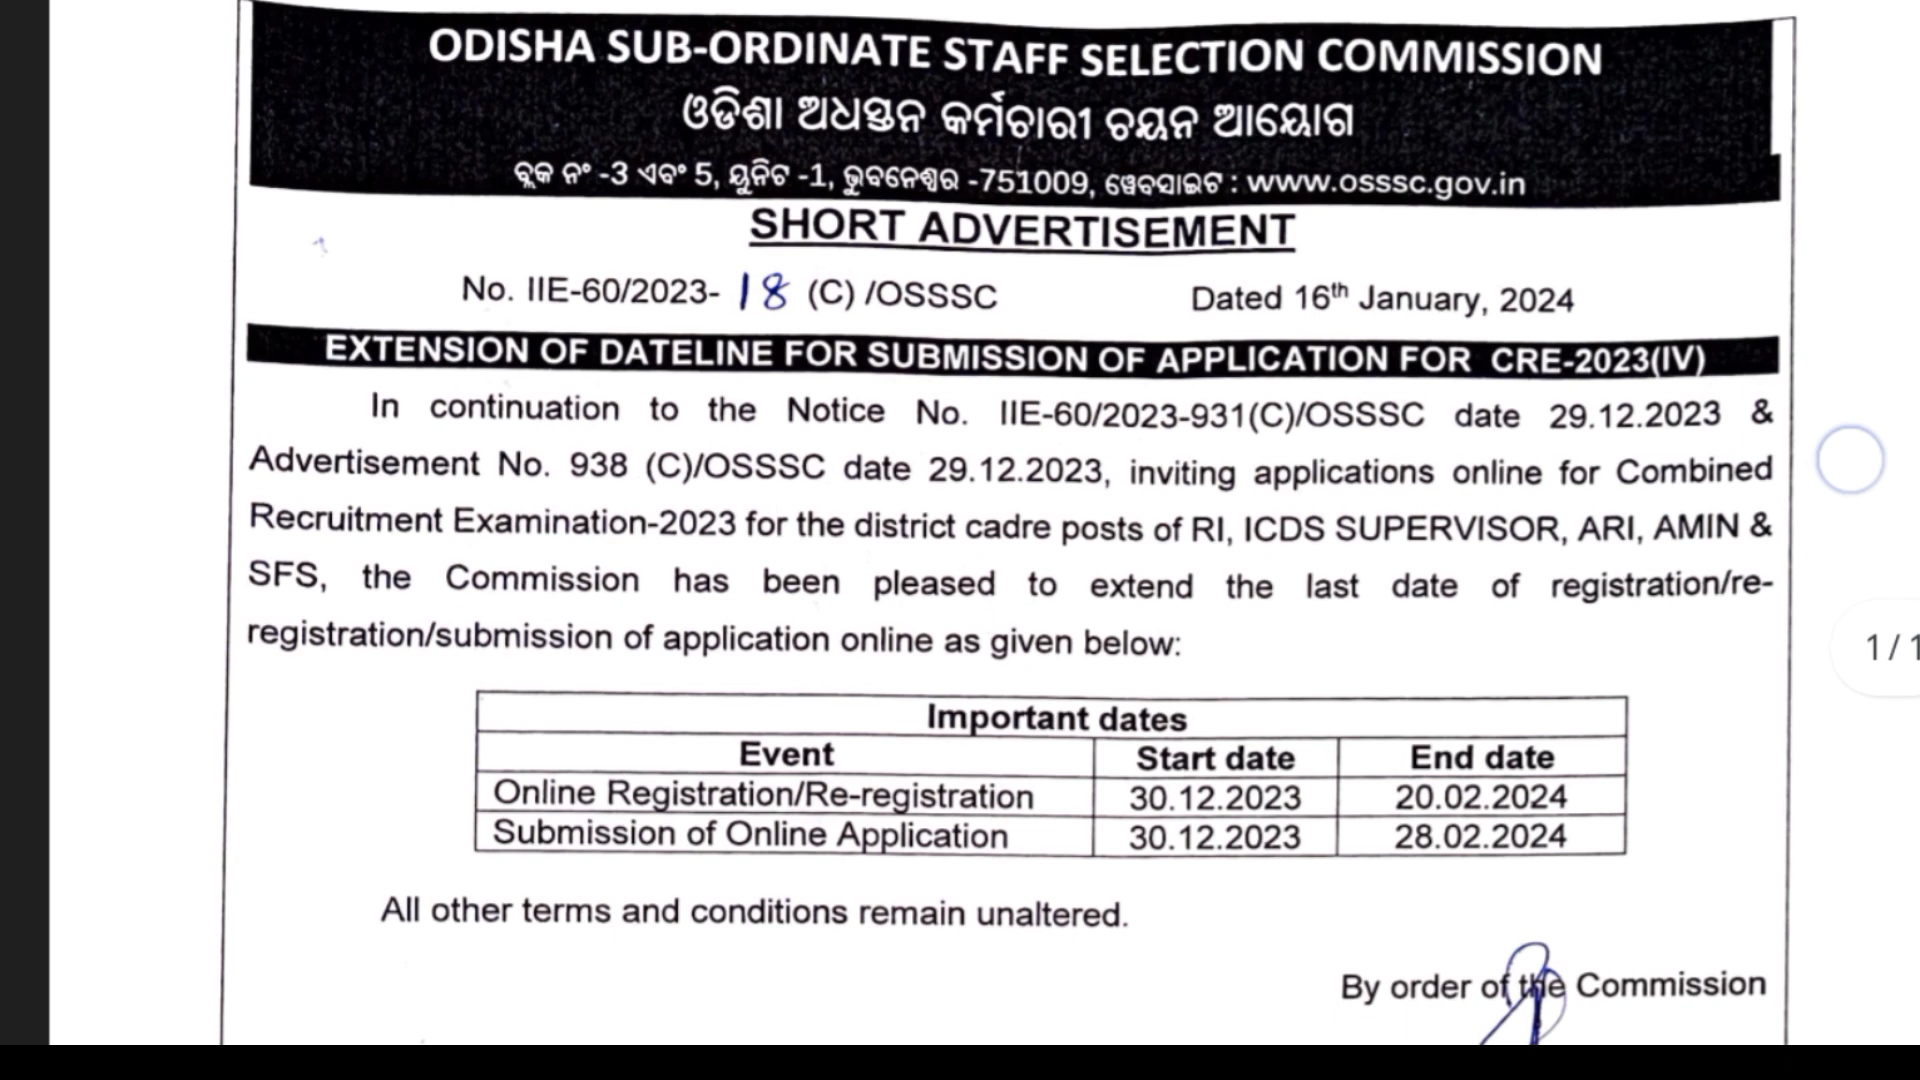 ODISHA SUB-ORDINATE STAFF SELECTION COMMISSION
ଓଡିଶା ଅଧସ୍ତନ କର୍ମଚାରୀ ଚୟନ ଆୟୋଗ
ବ୍ଲକ ନଂ -3 ଏବଂ 5, ୟୁନିଟ -1, ଭୁବନେଶ୍ୱର -751009, ୱେବସାଇଟ : www.osssc.gov.in
SHORT ADVERTISEMENT
No. IIE-60/2023- 18 (C) /OSSSC Dated 16th January, 2024
EXTENSION OF DATELINE FOR SUBMISSION OF APPLICATION FOR CRE-2023(IV)
In continuation to the Notice No. IIE-60/2023-931(C)/OSSSC date 29.12.2023 &
Advertisement No. 938 (C)/OSSSC date 29.12.2023, inviting applications online for Combined
Recruitment Examination-2023 for the district cadre posts of RI, ICDS SUPERVISOR, ARI, AMIN &
SFS, the Commission has been pleased to extend the last date of registration/re-
registration/submission of application online as given below:
Important dates
Event Start date End date
Online Registration/Re-registration 30.12.2023 20.02.2024
Submission of Online Application 30.12.2023 28.02.2024
All other terms and conditions remain unaltered.
By order of the Commission
1 / 1